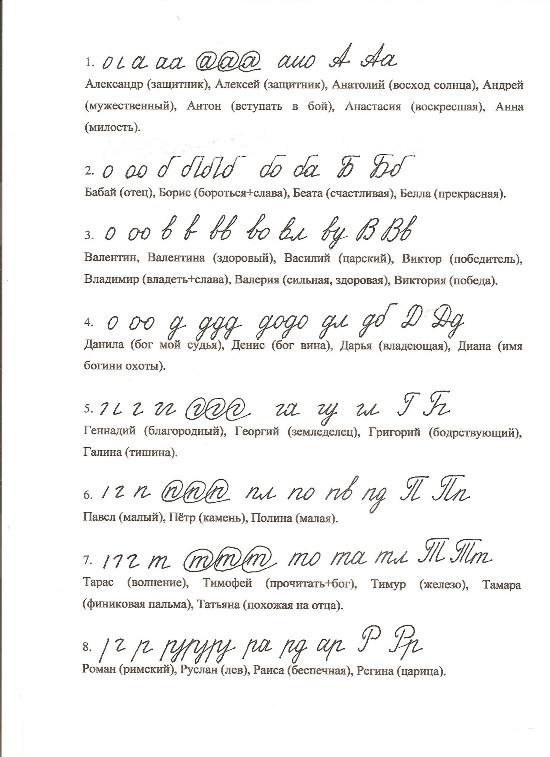 1. о ι а аа @@@ аио А Аа
Александр (защитник), Алексей (защитник), Анатолий (восход солнца), Андрей
(мужественный), Антон (вступать в бой), Анастасия (воскресшая), Анна
(милость).
2. о оо б ббб бо ба Б Бб
Бабай (отец), Борис (бороться+слава), Беата (счастливая), Белла (прекрасная).
3. о оо в в вв во вл ву В Вв
Валентин, Валентина (здоровый), Василий (царский), Виктор (победитель),
Владимир (владеть+слава), Валерия (сильная, здоровая), Виктория (победа).
4. о оо д ддд додо дл дб Д Дд
Данила (бог мой судья), Денис (бог вина), Дарья (владеющая), Диана (имя
богини охоты).
5. г гг ггг га гу гл Г
Геннадий (благородный), Георгий (земледелец), Григорий (бодрствующий),
Галина (тишина).
6. г п ппп пл по пв пд П Пп
Павел (малый), Пётр (камень), Полина (малая).
7. г т ттт то та тл Т Тт
Тарас (волнение), Тимофей (прочитать+бог), Тимур (железо), Тамара
(финиковая пальма), Татьяна (похожая на отца).
8. г р ру­ру­ру ра рд ар Р Рр
Роман (римский), Руслан (лев), Раиса (беспечная), Регина (царица).